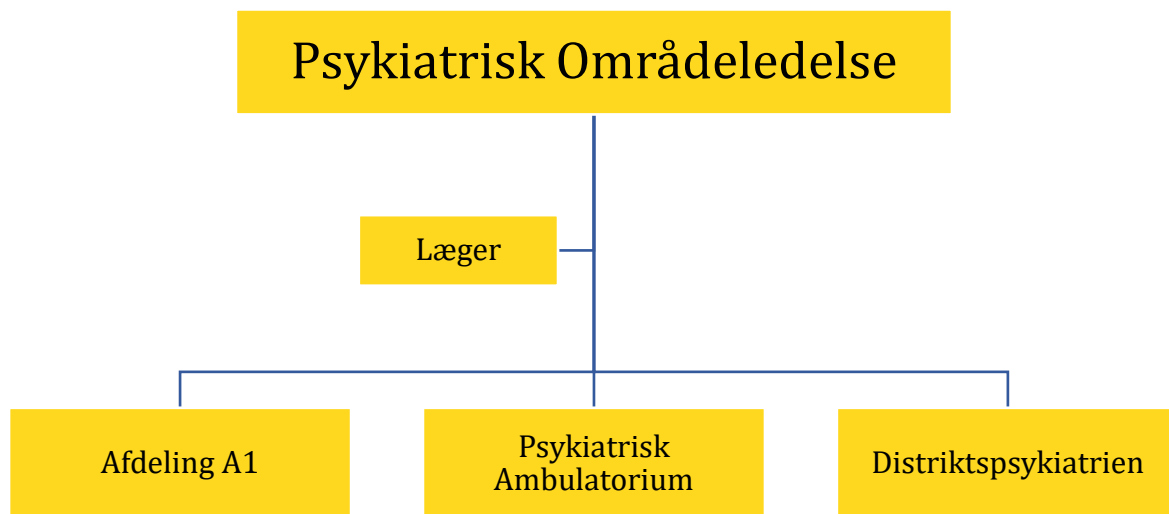 Psykiatrisk Områdeledelse
Læger
Afdeling A1
Psykiatrisk
Ambulatorium
Distriktspsykiatrien